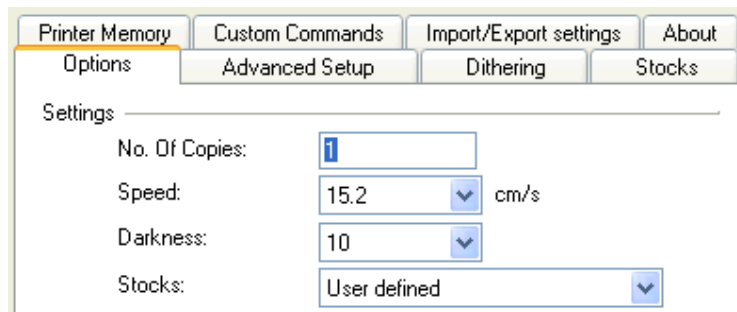 Printer Memory Custom Commands Import/Export settings About
Options Advanced Setup Dithering Stocks
Settings
No. Of Copies: 1
Speed: 15.2 cm/s
Darkness: 10
Stocks: User defined